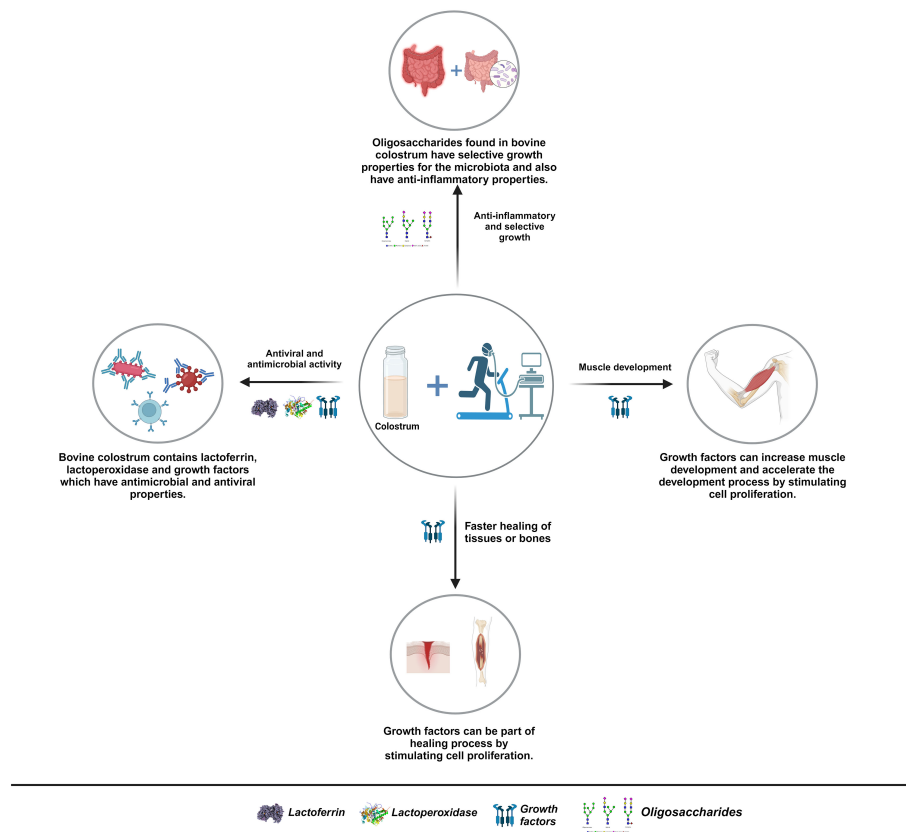 Oligosaccharides found in bovine
colostrum have selective growth
properties for the microbiota and also
have anti-inflammatory properties.
Anti-inflammatory
and selective
growth
Antiviral and
antimicrobial activity
Colostrum
Muscle development
Bovine colostrum contains lactoferrin,
lactoperoxidase and growth factors
which have antimicrobial and antiviral
properties.
Growth factors can increase muscle
development and accelerate the
development process by stimulating
cell proliferation.
Faster healing of
tissues or bones
Growth factors can be part of
healing process by
stimulating cell proliferation.
Lactoferrin
Lactoperoxidase
Growth
factors
Oligosaccharides